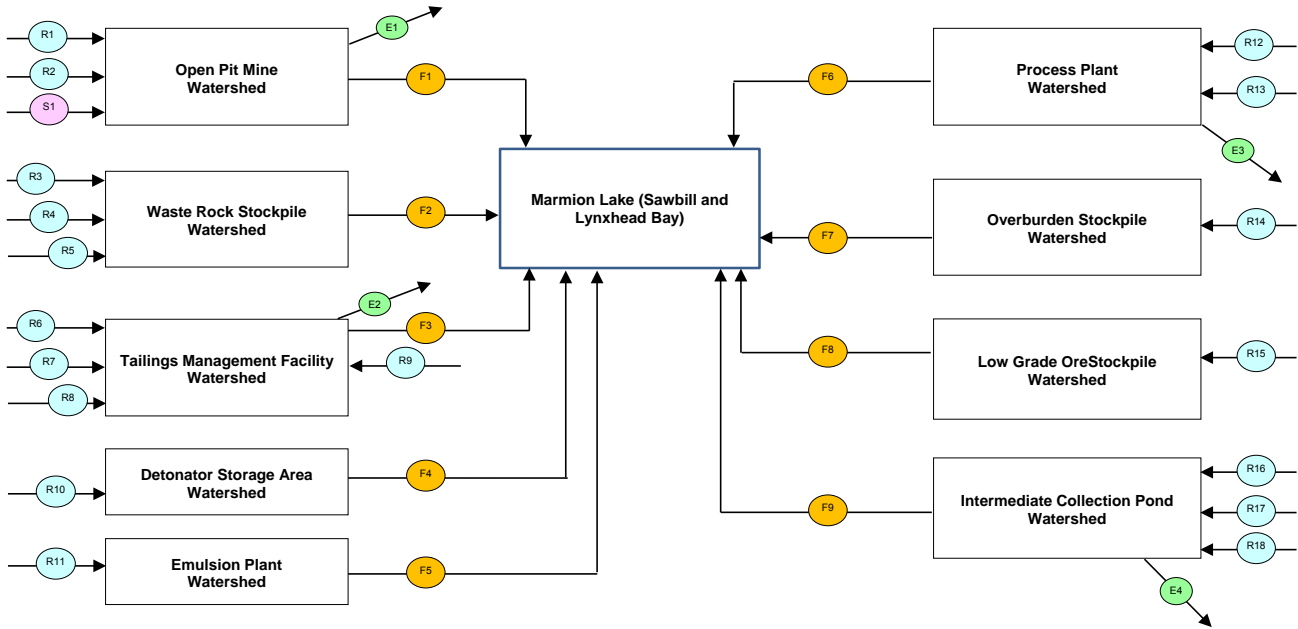 R1
R2
S1
Open Pit Mine
Watershed
E1
F1
R3
R4
R5
Waste Rock Stockpile
Watershed
F2
R6
R7
R8
Tailings Management Facility
Watershed
E2
F3
R9
R10
Detonator Storage Area
Watershed
F4
R11
Emulsion Plant
Watershed
F5
Marmion Lake (Sawbill and
Lynxhead Bay)
F6
Process Plant
Watershed
R12
R13
E3
F7
Overburden Stockpile
Watershed
R14
F8
Low Grade OreStockpile
Watershed
R15
F9
Intermediate Collection Pond
Watershed
R16
R17
R18
E4